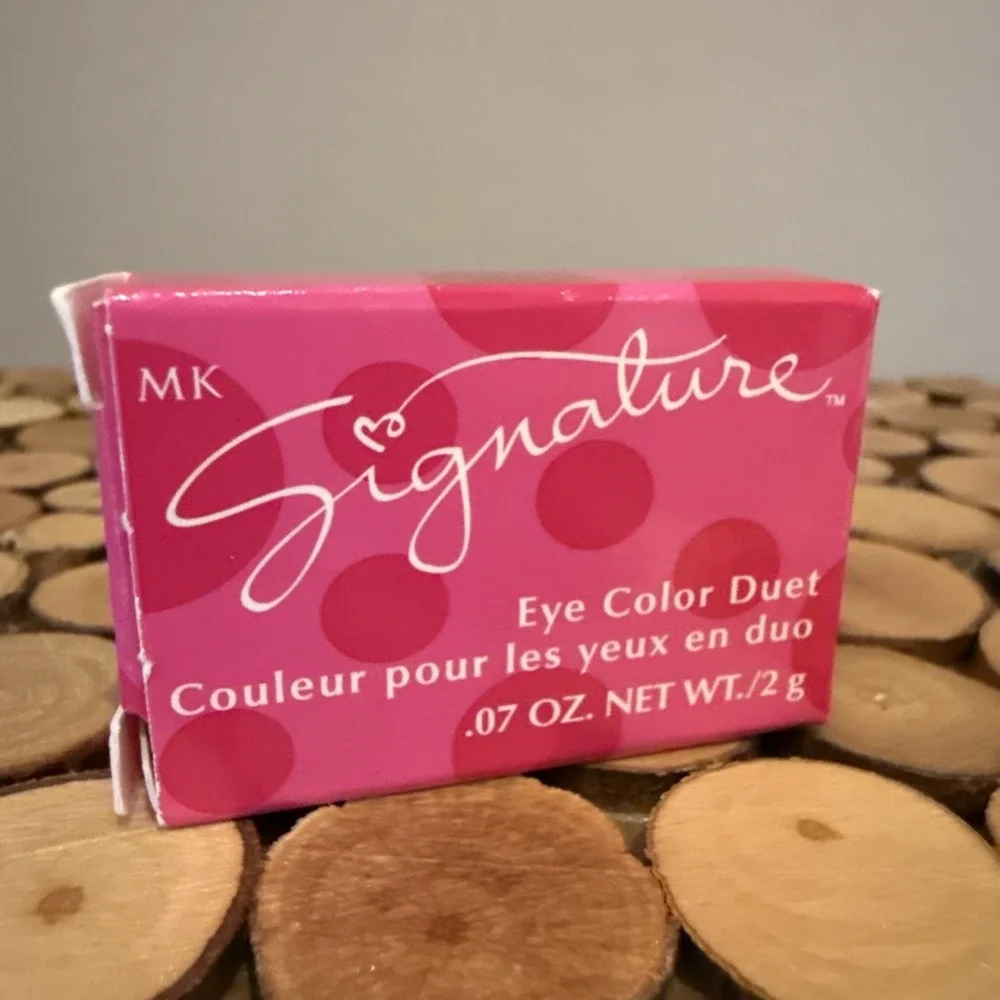 MK
Signature™
Eye Color Duet
Couleur pour les yeux en duo
.07 OZ. NET WT./2 g